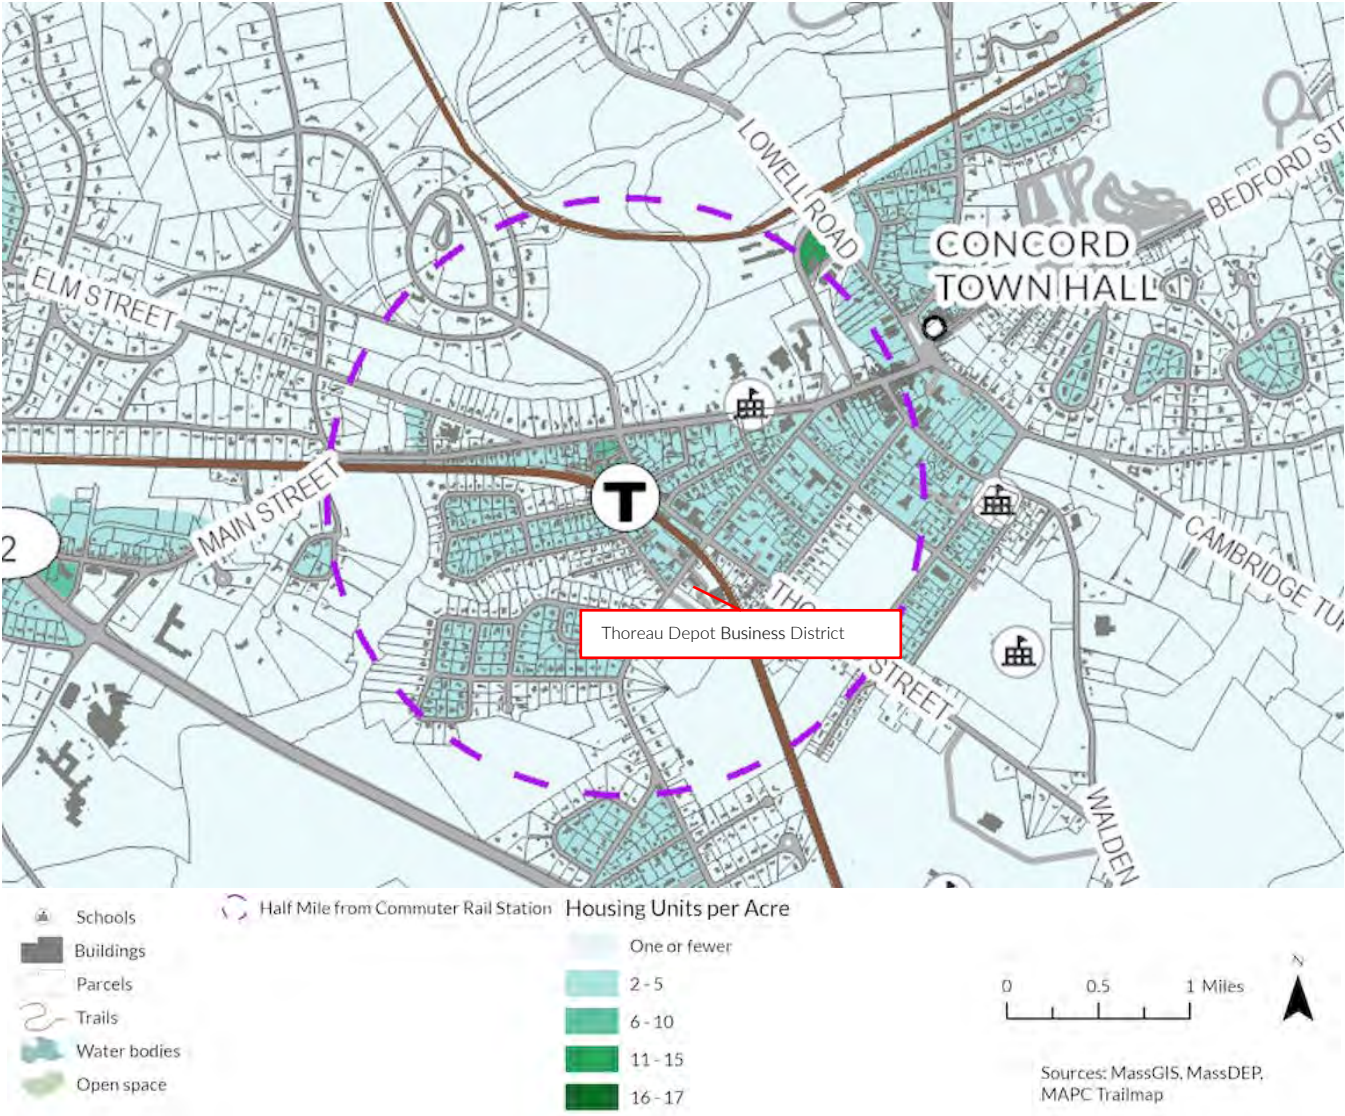 LOWELL ROAD
BEDFORD STR
CONCORD
TOWN HALL
ELM STREET
T
MAIN STREET
2
CAMBRIDGE TUR
THO
STREET
Thoreau Depot Business District
WALDEN
Schools
Buildings
Parcels
Trails
Water bodies
Open space
Half Mile from Commuter Rail Station
Housing Units per Acre
One or fewer
2 - 5
6 - 10
11 - 15
16 - 17
0 0.5 1 Miles
N
Sources: MassGIS, MassDEP,
MAPC Trailmap